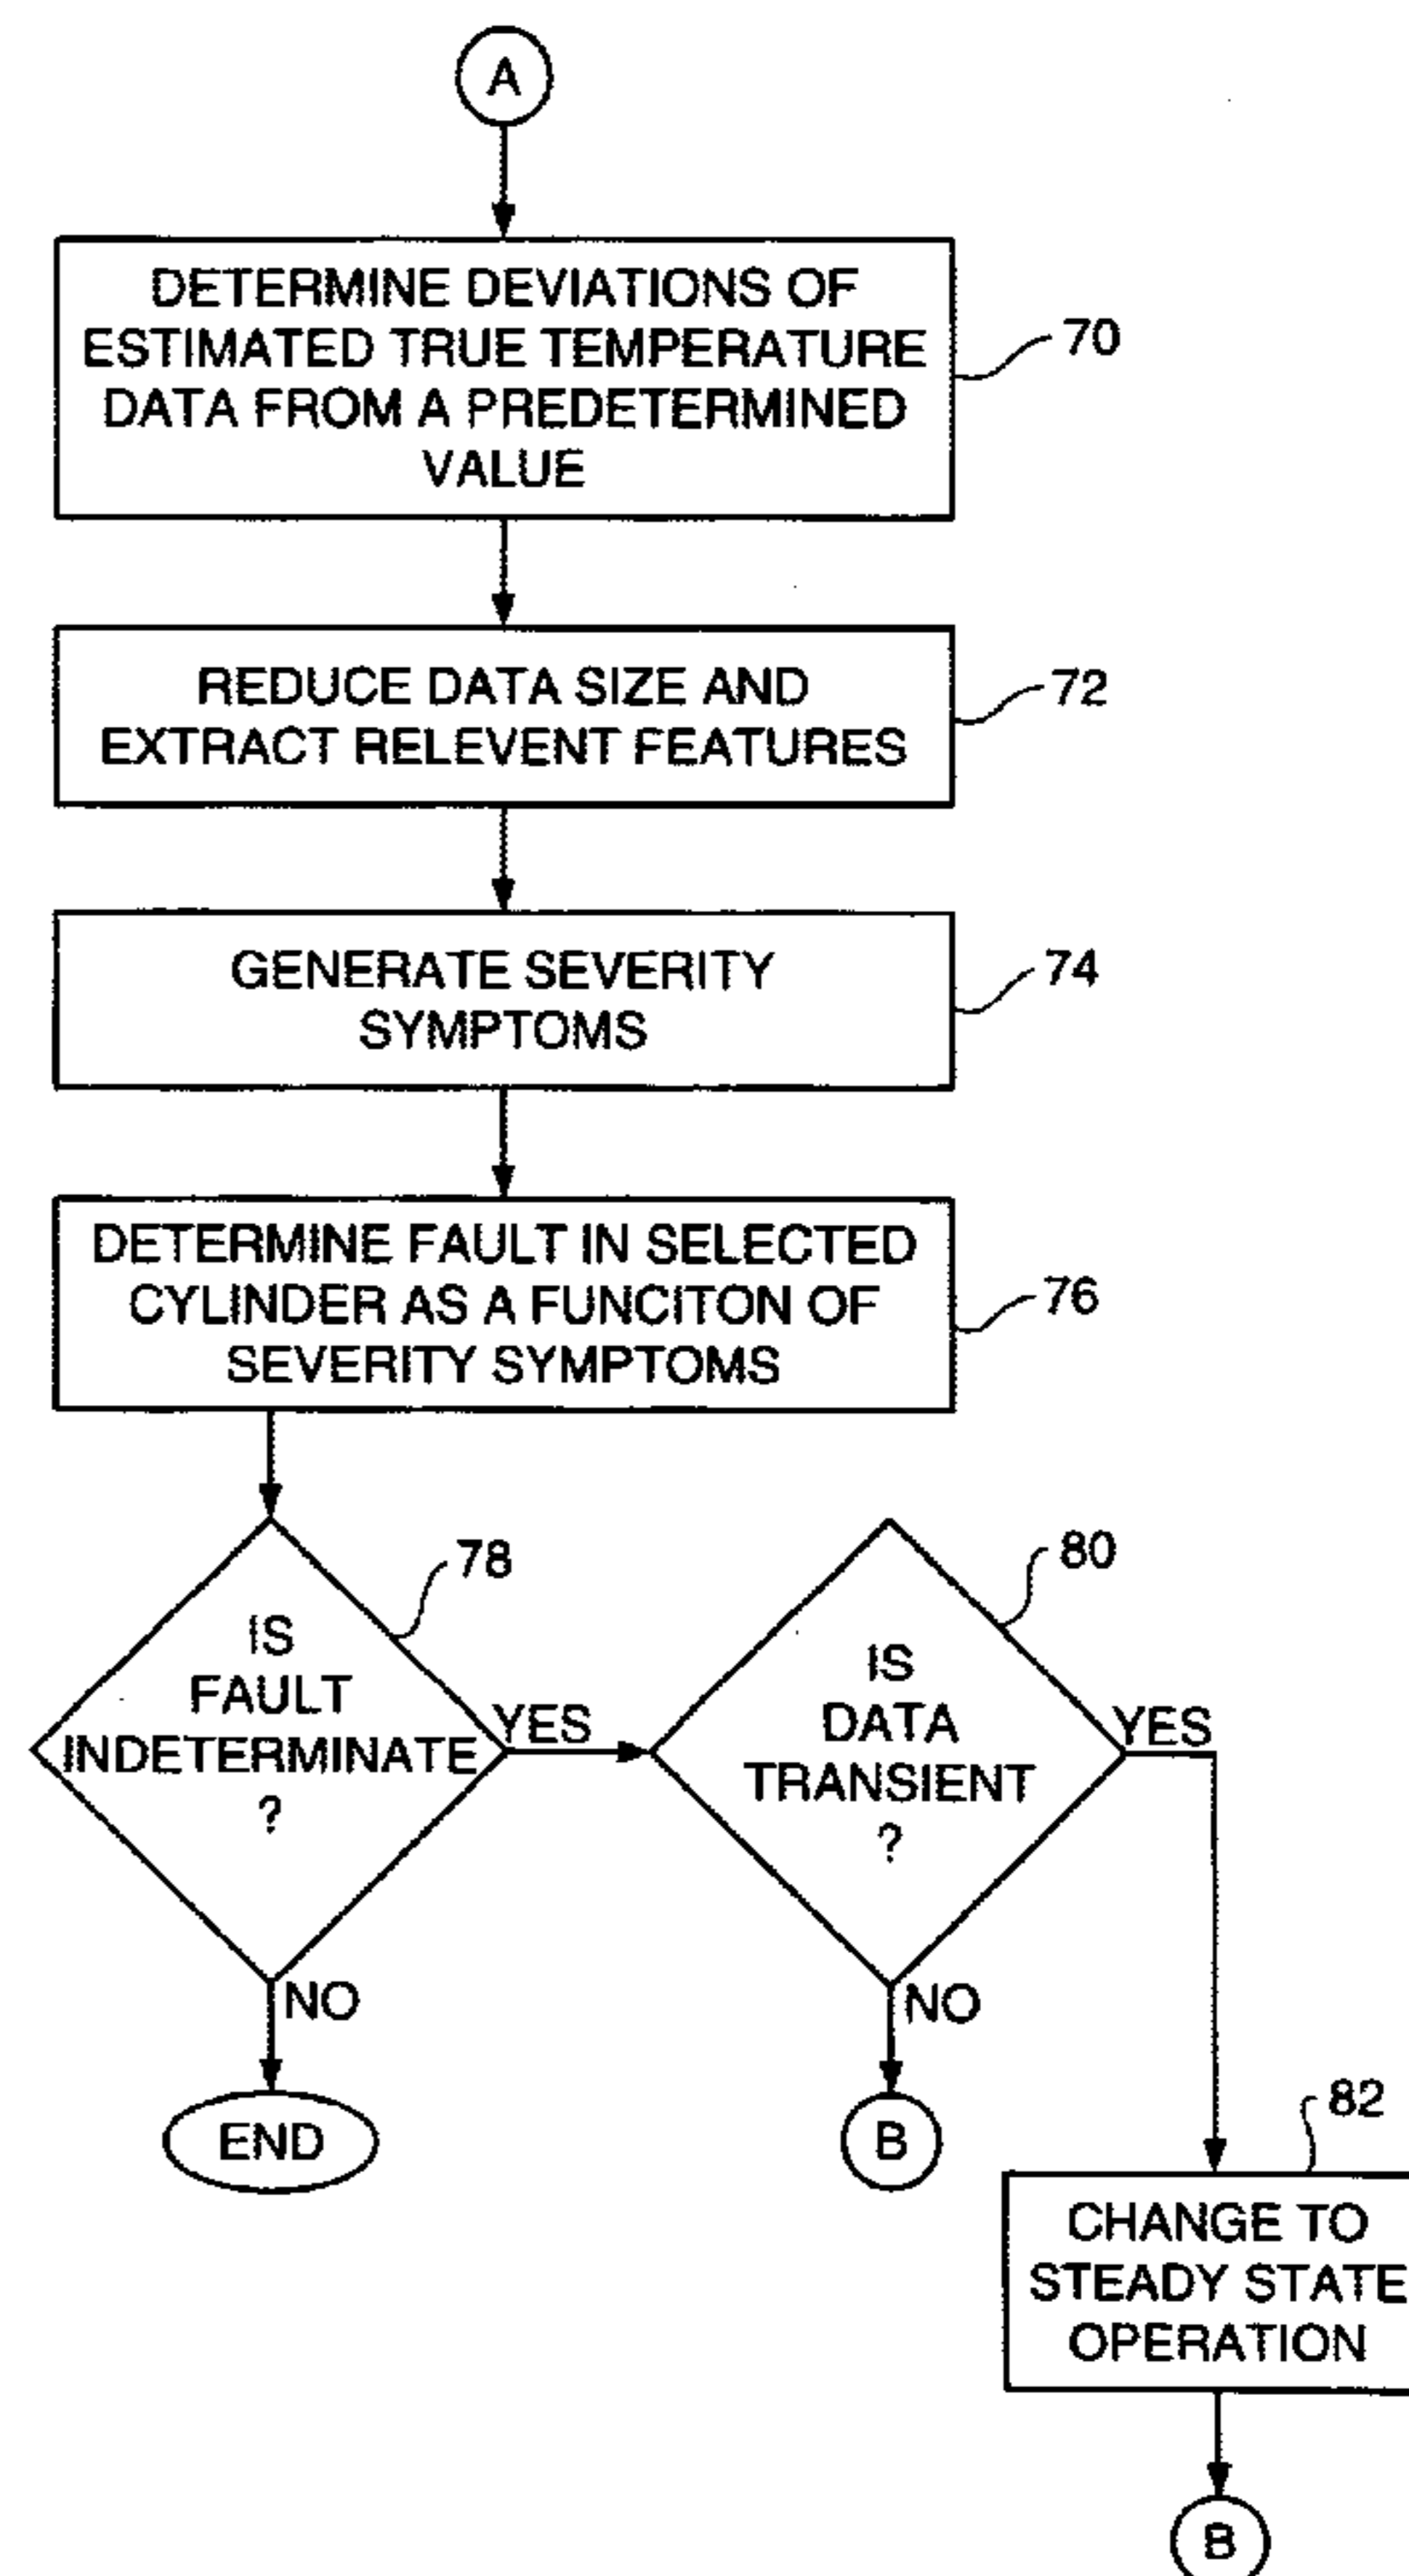 A
DETERMINE DEVIATIONS OF
ESTIMATED TRUE TEMPERATURE
DATA FROM A PREDETERMINED
VALUE
70
REDUCE DATA SIZE AND
EXTRACT RELEVENT FEATURES
72
GENERATE SEVERITY
SYMPTOMS
74
DETERMINE FAULT IN SELECTED
CYLINDER AS A FUNCITON OF
SEVERITY SYMPTOMS
76
IS
FAULT
INDETERMINATE
?
78
YES
NO
END
IS
DATA
TRANSIENT
?
80
YES
NO
B
82
CHANGE TO
STEADY STATE
OPERATION
B